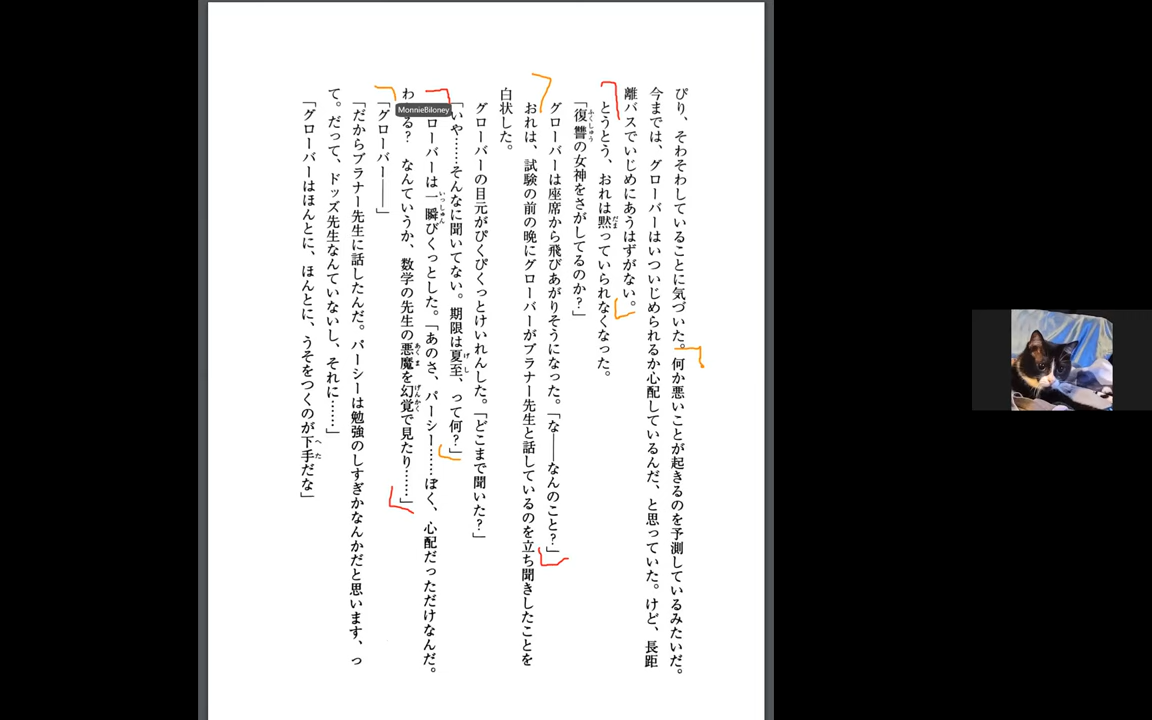 ぴり、そわそわしていることに気づいた。何か悪いことが起きるのを予測しているみたいだ。
今までは、グローバーはいついじめられるか心配しているんだ、と思っていた。けど、長距
離バスでいじめにあうはずがない。
とうとう、おれは黙っていられなくなった。
「復讐の女神をさがしてるのか?」
グローバーは座席から飛びあがりそうになった。「な――なんのこと?」
おれは、試験の前の晩にグローバーがブラナー先生と話しているのを立ち聞きしたことを
白状した。
グローバーの目元がぴくぴくっとけいれんした。「どこまで聞いた?」
「いや……そんなに聞いてない。期限は夏至、って何?」
ローバーは一瞬びくっとした。「あのさ、パーシー……ぼく、心配だっただけなんだ。
わ る? なんていうか、数学の先生の悪魔を幻覚で見たり……」
「グローバー――」
「だからブラナー先生に話したんだ。パーシーは勉強のしすぎかなんかだと思います、っ
て。だって、ドッズ先生なんていないし、それに……」
「グローバーはほんとに、ほんとに、うそをつくのが下手だな」
MonnieBiloney